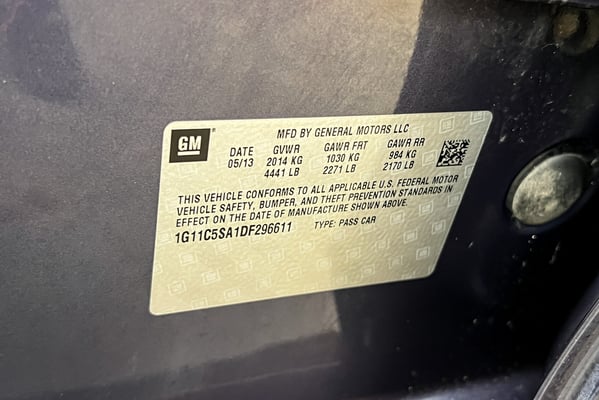 GM
MFD BY GENERAL MOTORS LLC
DATE GVWR GAWR FRT GAWR RR
05/13 2014 KG 1030 KG 984 KG
4441 LB 2271 LB 2170 LB
THIS VEHICLE CONFORMS TO ALL APPLICABLE U.S. FEDERAL MOTOR
VEHICLE SAFETY, BUMPER, AND THEFT PREVENTION STANDARDS IN
EFFECT ON THE DATE OF MANUFACTURE SHOWN ABOVE.
1G11C5SA1DF296611 TYPE: PASS CAR